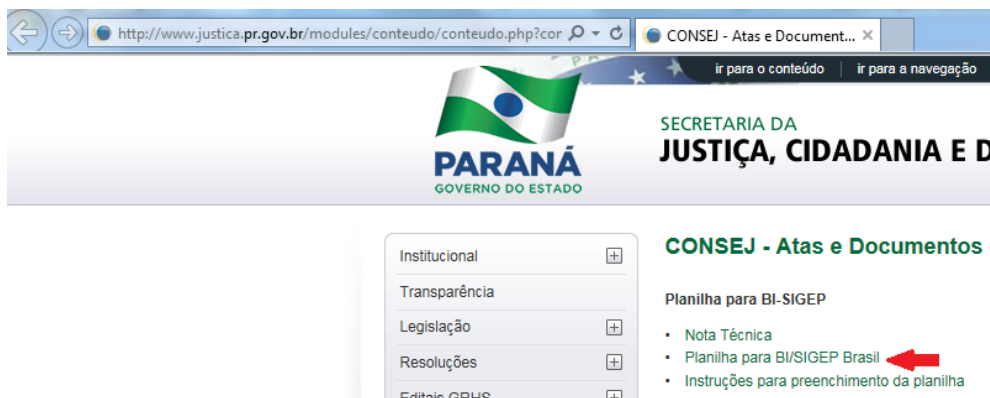 http://www.justica.pr.gov.br/modules/conteudo/conteudo.php?cor
CONSEJ - Atas e Document...
ir para o conteúdo
ir para a navegação
PARANÁ
GOVERNO DO ESTADO
SECRETARIA DA
JUSTIÇA, CIDADANIA E D
Institucional
Transparência
Legislação
Resoluções
Editais GRHS
CONSEJ - Atas e Documentos
Planilha para BI-SIGEP
• Nota Técnica
• Planilha para BI/SIGEP Brasil
• Instruções para preenchimento da planilha